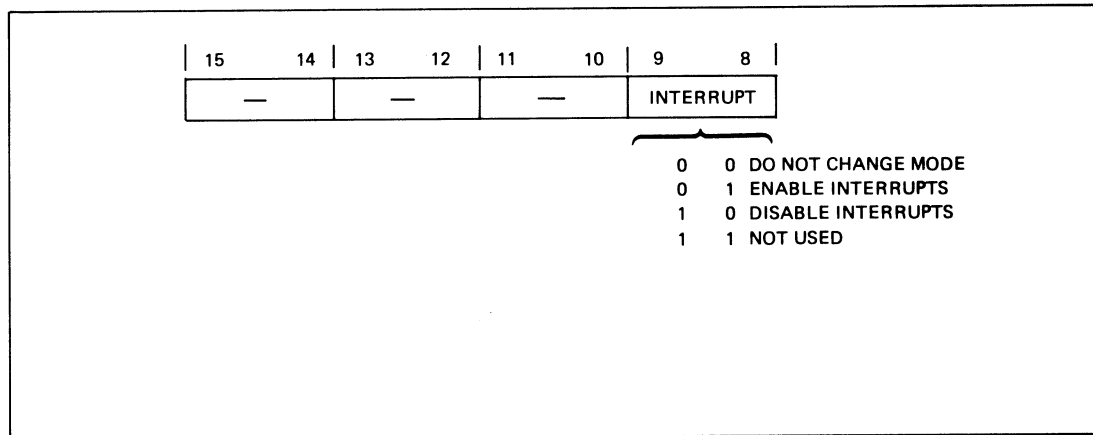 15 14 13 12 11 10 9 8
— — — INTERRUPT
0 0 DO NOT CHANGE MODE
0 1 ENABLE INTERRUPTS
1 0 DISABLE INTERRUPTS
1 1 NOT USED